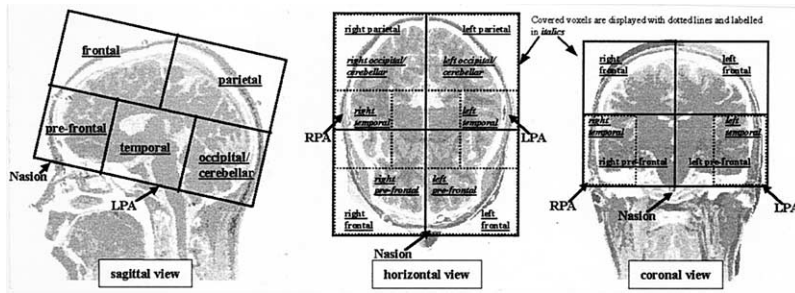 frontal
parietal
pre-frontal
temporal
occipital/
cerebellar
Nasion
LPA
sagittal view
right parietal
left parietal
right occipital/
cerebellar
left occipital/
cerebellar
right
temporal
left
temporal
RPA
LPA
right
pre-frontal
left
pre-frontal
right
frontal
left
frontal
Nasion
horizontal view
Covered voxels are displayed with dotted lines and labelled
in italics
right
frontal
left
frontal
right
temporal
left
temporal
right pre-frontal
left pre-frontal
RPA
LPA
Nasion
coronal view